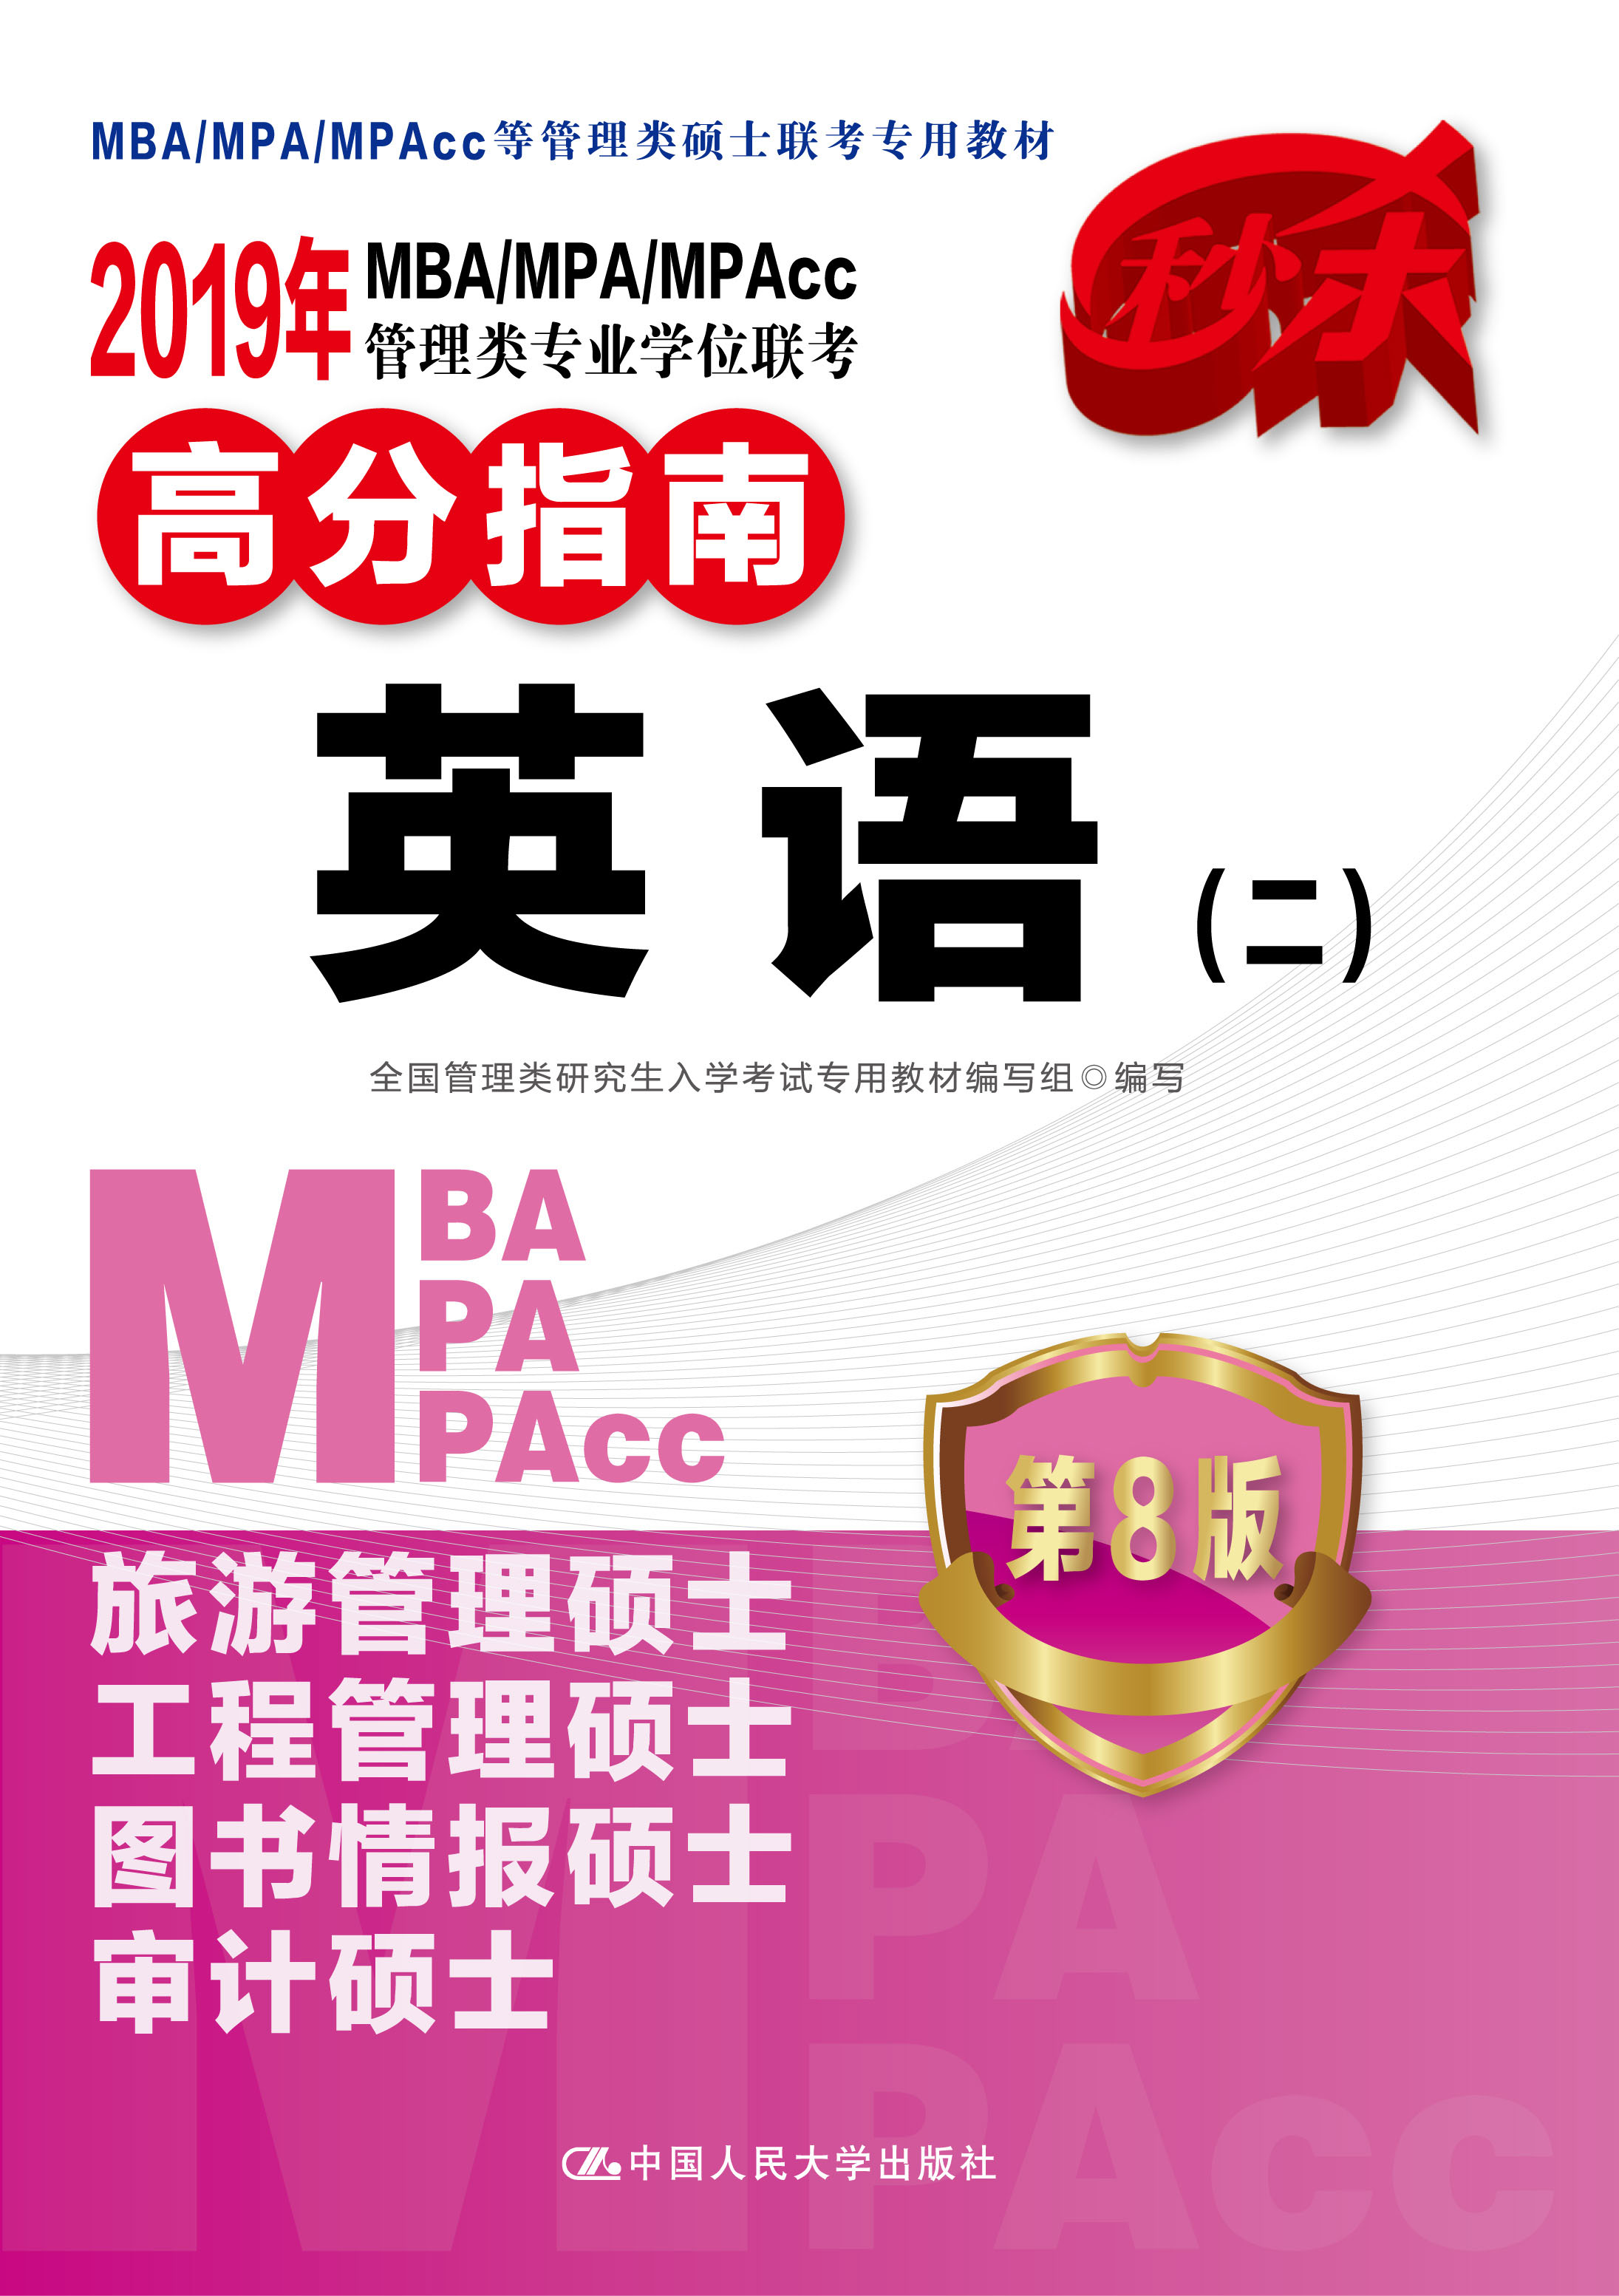 MBA/MPA/MPAcc等管理类硕士联考专用教材
秒杀
2019年
MBA/MPA/MPAcc
管理类专业学位联考
高分指南
英语(二)
全国管理类研究生入学考试专用教材编写组◎编写
MBA
MPA
MPAcc
第8版
旅游管理硕士
工程管理硕士
图书情报硕士
审计硕士
BA
PA
PAcc
中国人民大学出版社